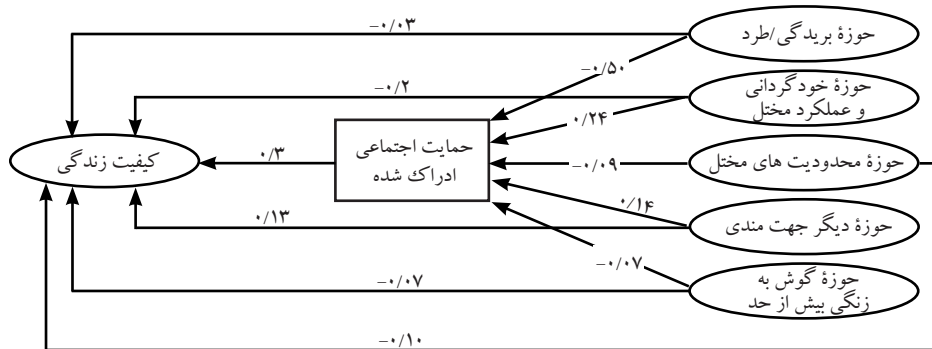 -۰/۰۳
حوزهٔ بریدگی/طرد
-۰/۵۰
حوزهٔ خودگردانی
و عملکرد مختل
-۰/۲
۰/۲۴
حمایت اجتماعی
ادراک شده
کیفیت زندگی
۰/۳
-۰/۰۹
حوزهٔ محدودیت های مختل
۰/۱۴
۰/۱۳
حوزهٔ دیگر جهت مندی
-۰/۰۷
حوزهٔ گوش به
زنگی بیش از حد
-۰/۰۷
-۰/۱۰